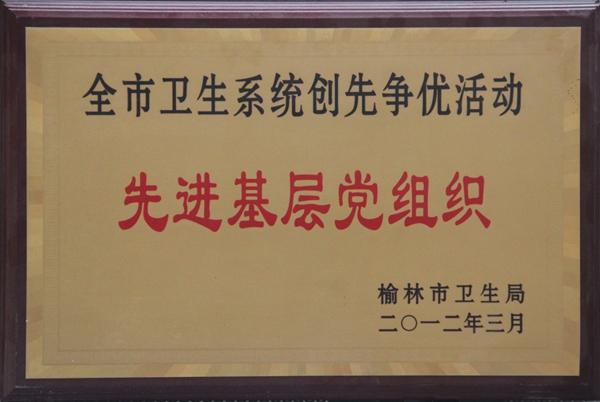 全市卫生系统创先争优活动
先进基层党组织
榆林市卫生局
二〇一二年三月